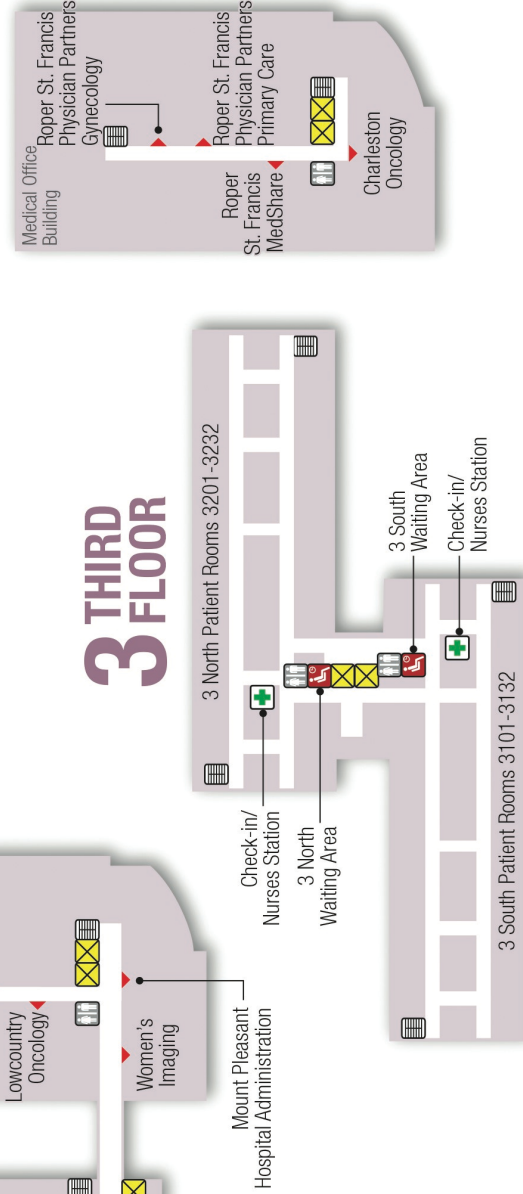 3 THIRD
FLOOR
Medical Office
Building
Roper St. Francis
Physician Partners
Gynecology
Roper St. Francis
Physician Partners
Primary Care
Roper
St. Francis
MedShare
Charleston
Oncology
3 North Patient Rooms 3201-3232
Check-in/
Nurses Station
3 North
Waiting Area
3 South
Waiting Area
Check-in/
Nurses Station
3 South Patient Rooms 3101-3132
Lowcountry
Oncology
Women's
Imaging
Mount Pleasant
Hospital Administration